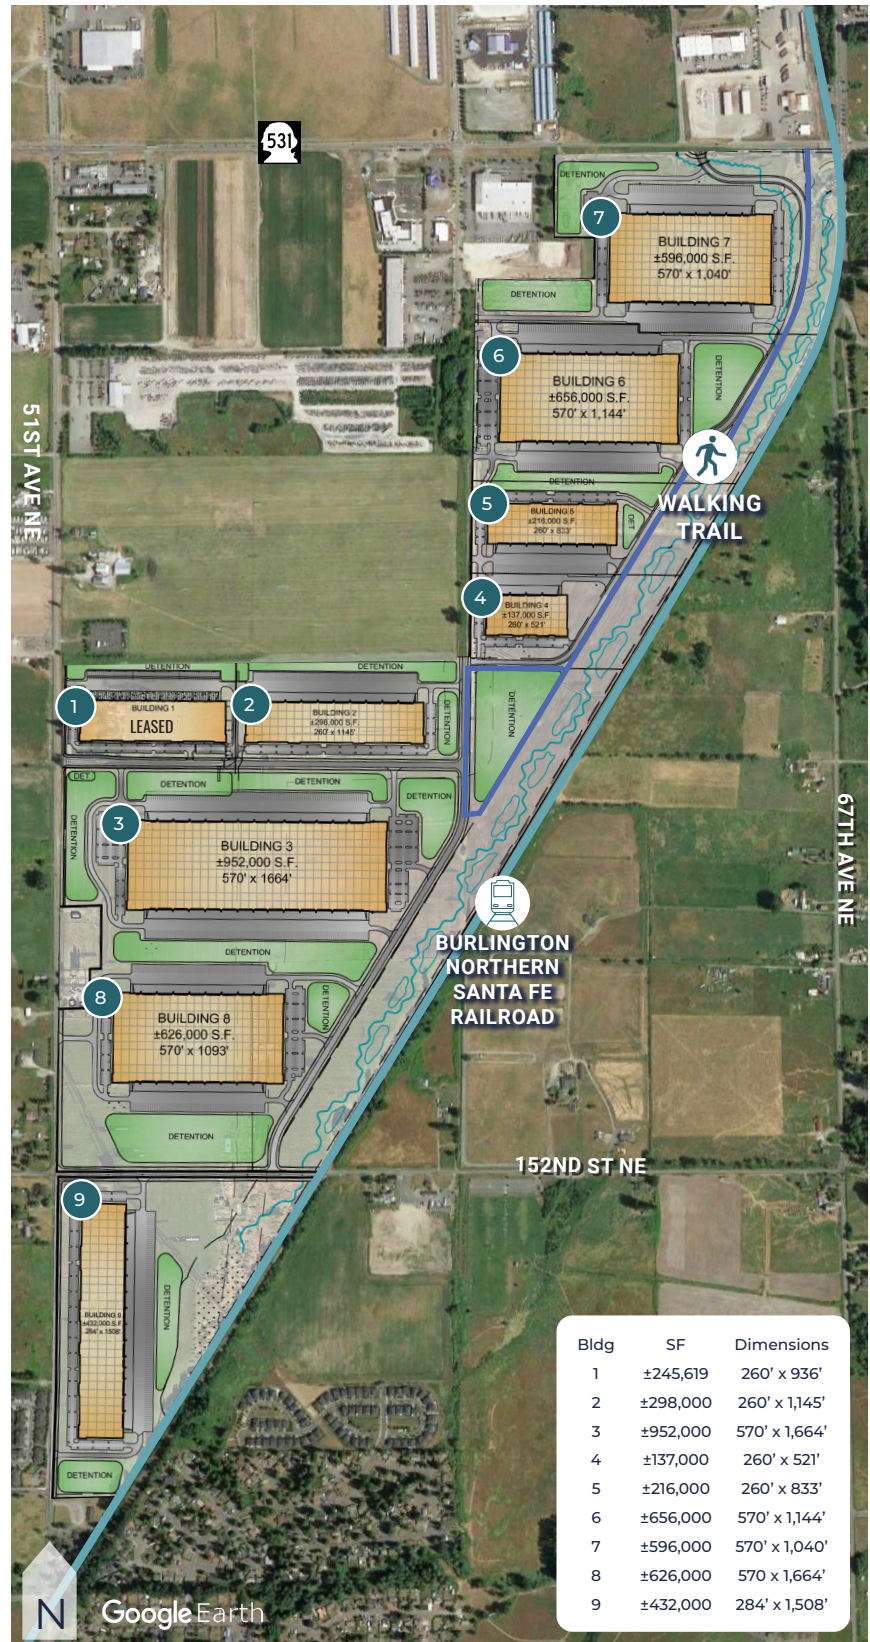 531
DETENTION
7
BUILDING 7
±596,000 S.F.
570' x 1,040'
DETENTION
6
BUILDING 6
±656,000 S.F.
570' x 1,144'
DETENTION
51ST AVE NE
DETENTION
5
BUILDING 5
±216,000 S.F.
260' x 833'
DET
WALKING
TRAIL
4
BUILDING 4
±137,000 S.F.
260' x 521'
DETENTION
DETENTION
1
BUILDING 1
LEASED
2
BUILDING 2
±298,000 S.F.
260' x 1145'
DETENTION
DETENTION
DET.
DETENTION
DETENTION
DETENTION
DETENTION
3
BUILDING 3
±952,000 S.F.
570' x 1664'
67TH AVE NE
DETENTION
BURLINGTON
NORTHERN
SANTA FE
RAILROAD
8
BUILDING 8
±626,000 S.F.
570' x 1093'
DETENTION
DETENTION
152ND ST NE
9
BUILDING 9
±432,000 S.F.
284' x 1508'
DETENTION
DETENTION
Bldg SF Dimensions
1 ±245,619 260’ x 936’
2 ±298,000 260’ x 1,145’
3 ±952,000 570’ x 1,664’
4 ±137,000 260’ x 521’
5 ±216,000 260’ x 833’
6 ±656,000 570’ x 1,144’
7 ±596,000 570’ x 1,040’
8 ±626,000 570 x 1,664’
9 ±432,000 284’ x 1,508’
N
Google Earth